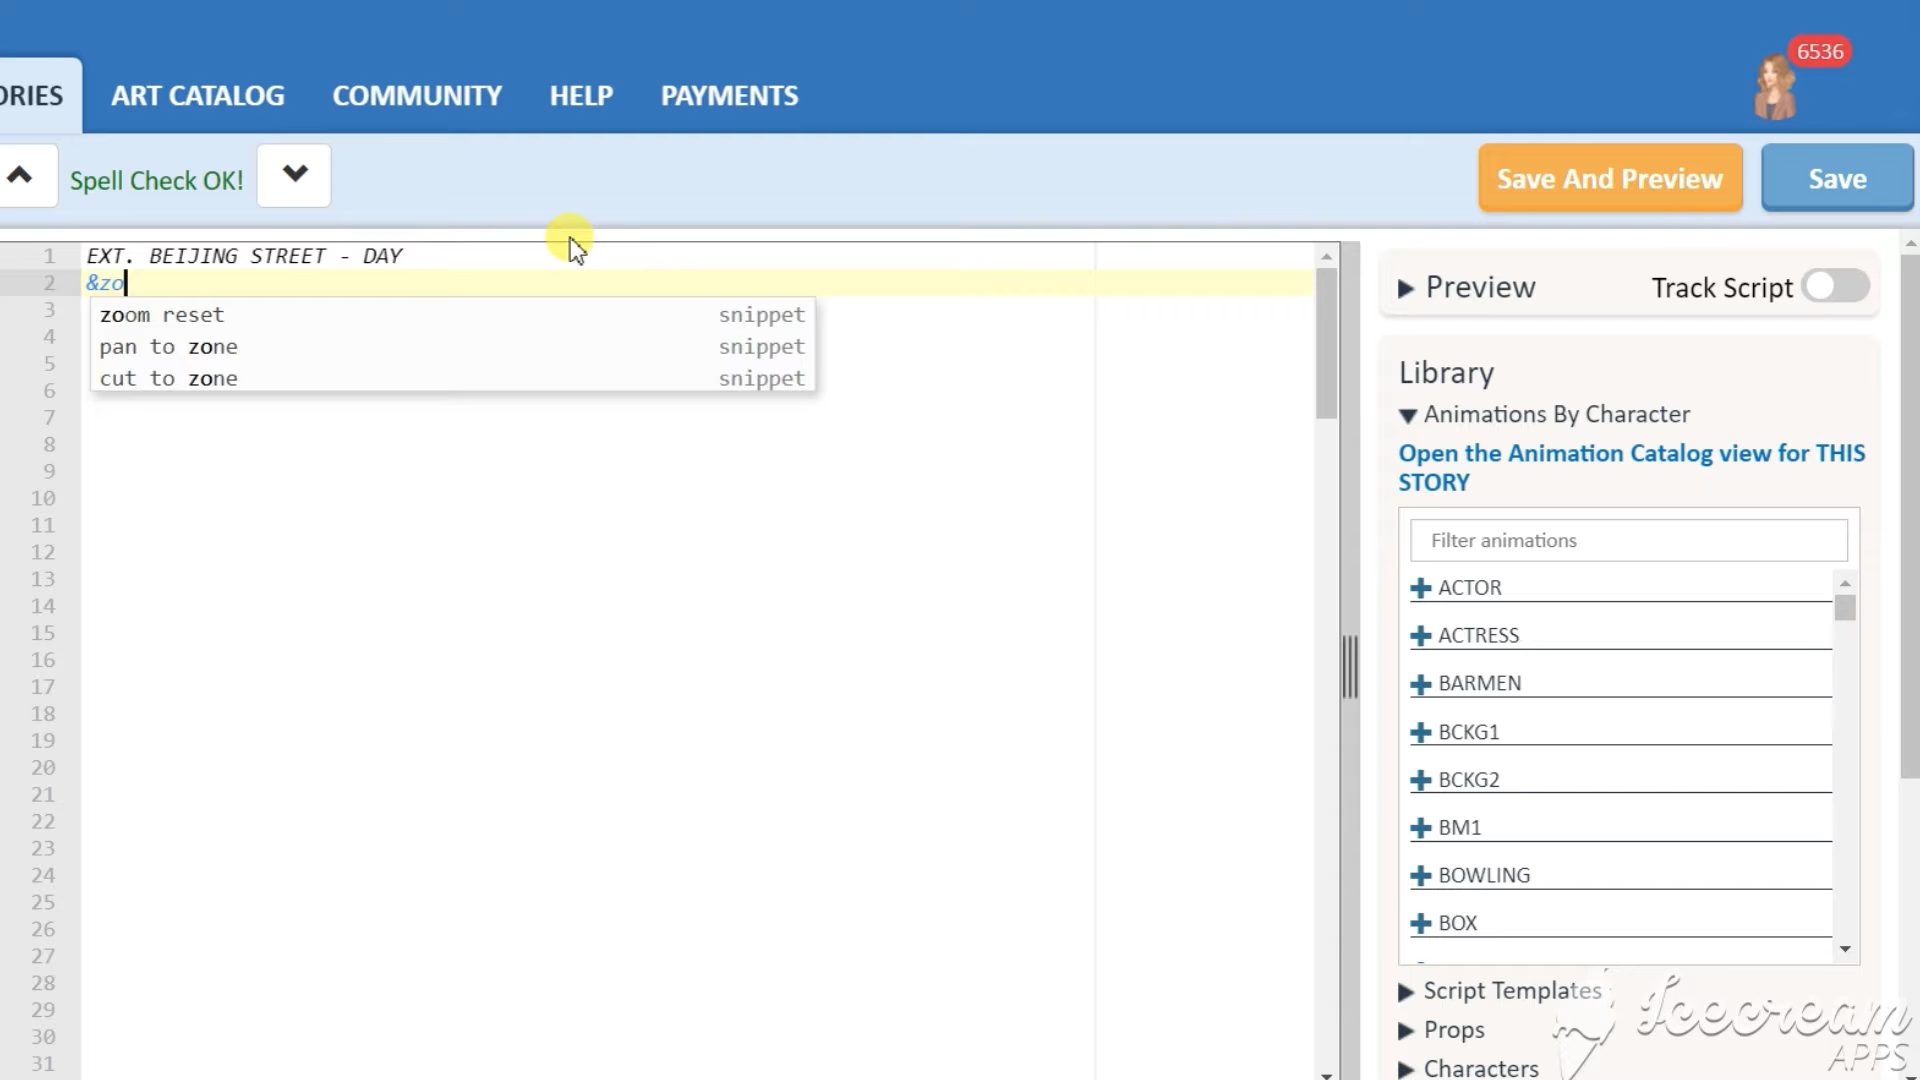 6536
ORIES ART CATALOG COMMUNITY HELP PAYMENTS
Spell Check OK! Save And Preview Save
1 EXT. BEIJING STREET - DAY
2 &zo
3 zoom reset snippet
4 pan to zone snippet
5 cut to zone snippet
6
7
8
9
10
11
12
13
14
15
16
17
18
19
20
21
22
23
24
25
26
27
28
29
30
31
Preview Track Script
Library
Animations By Character
Open the Animation Catalog view for THIS
STORY
Filter animations
ACTOR
ACTRESS
BARMEN
BCKG1
BCKG2
BM1
BOWLING
BOX
Script Templates
Props
Characters
Icecream
APPS